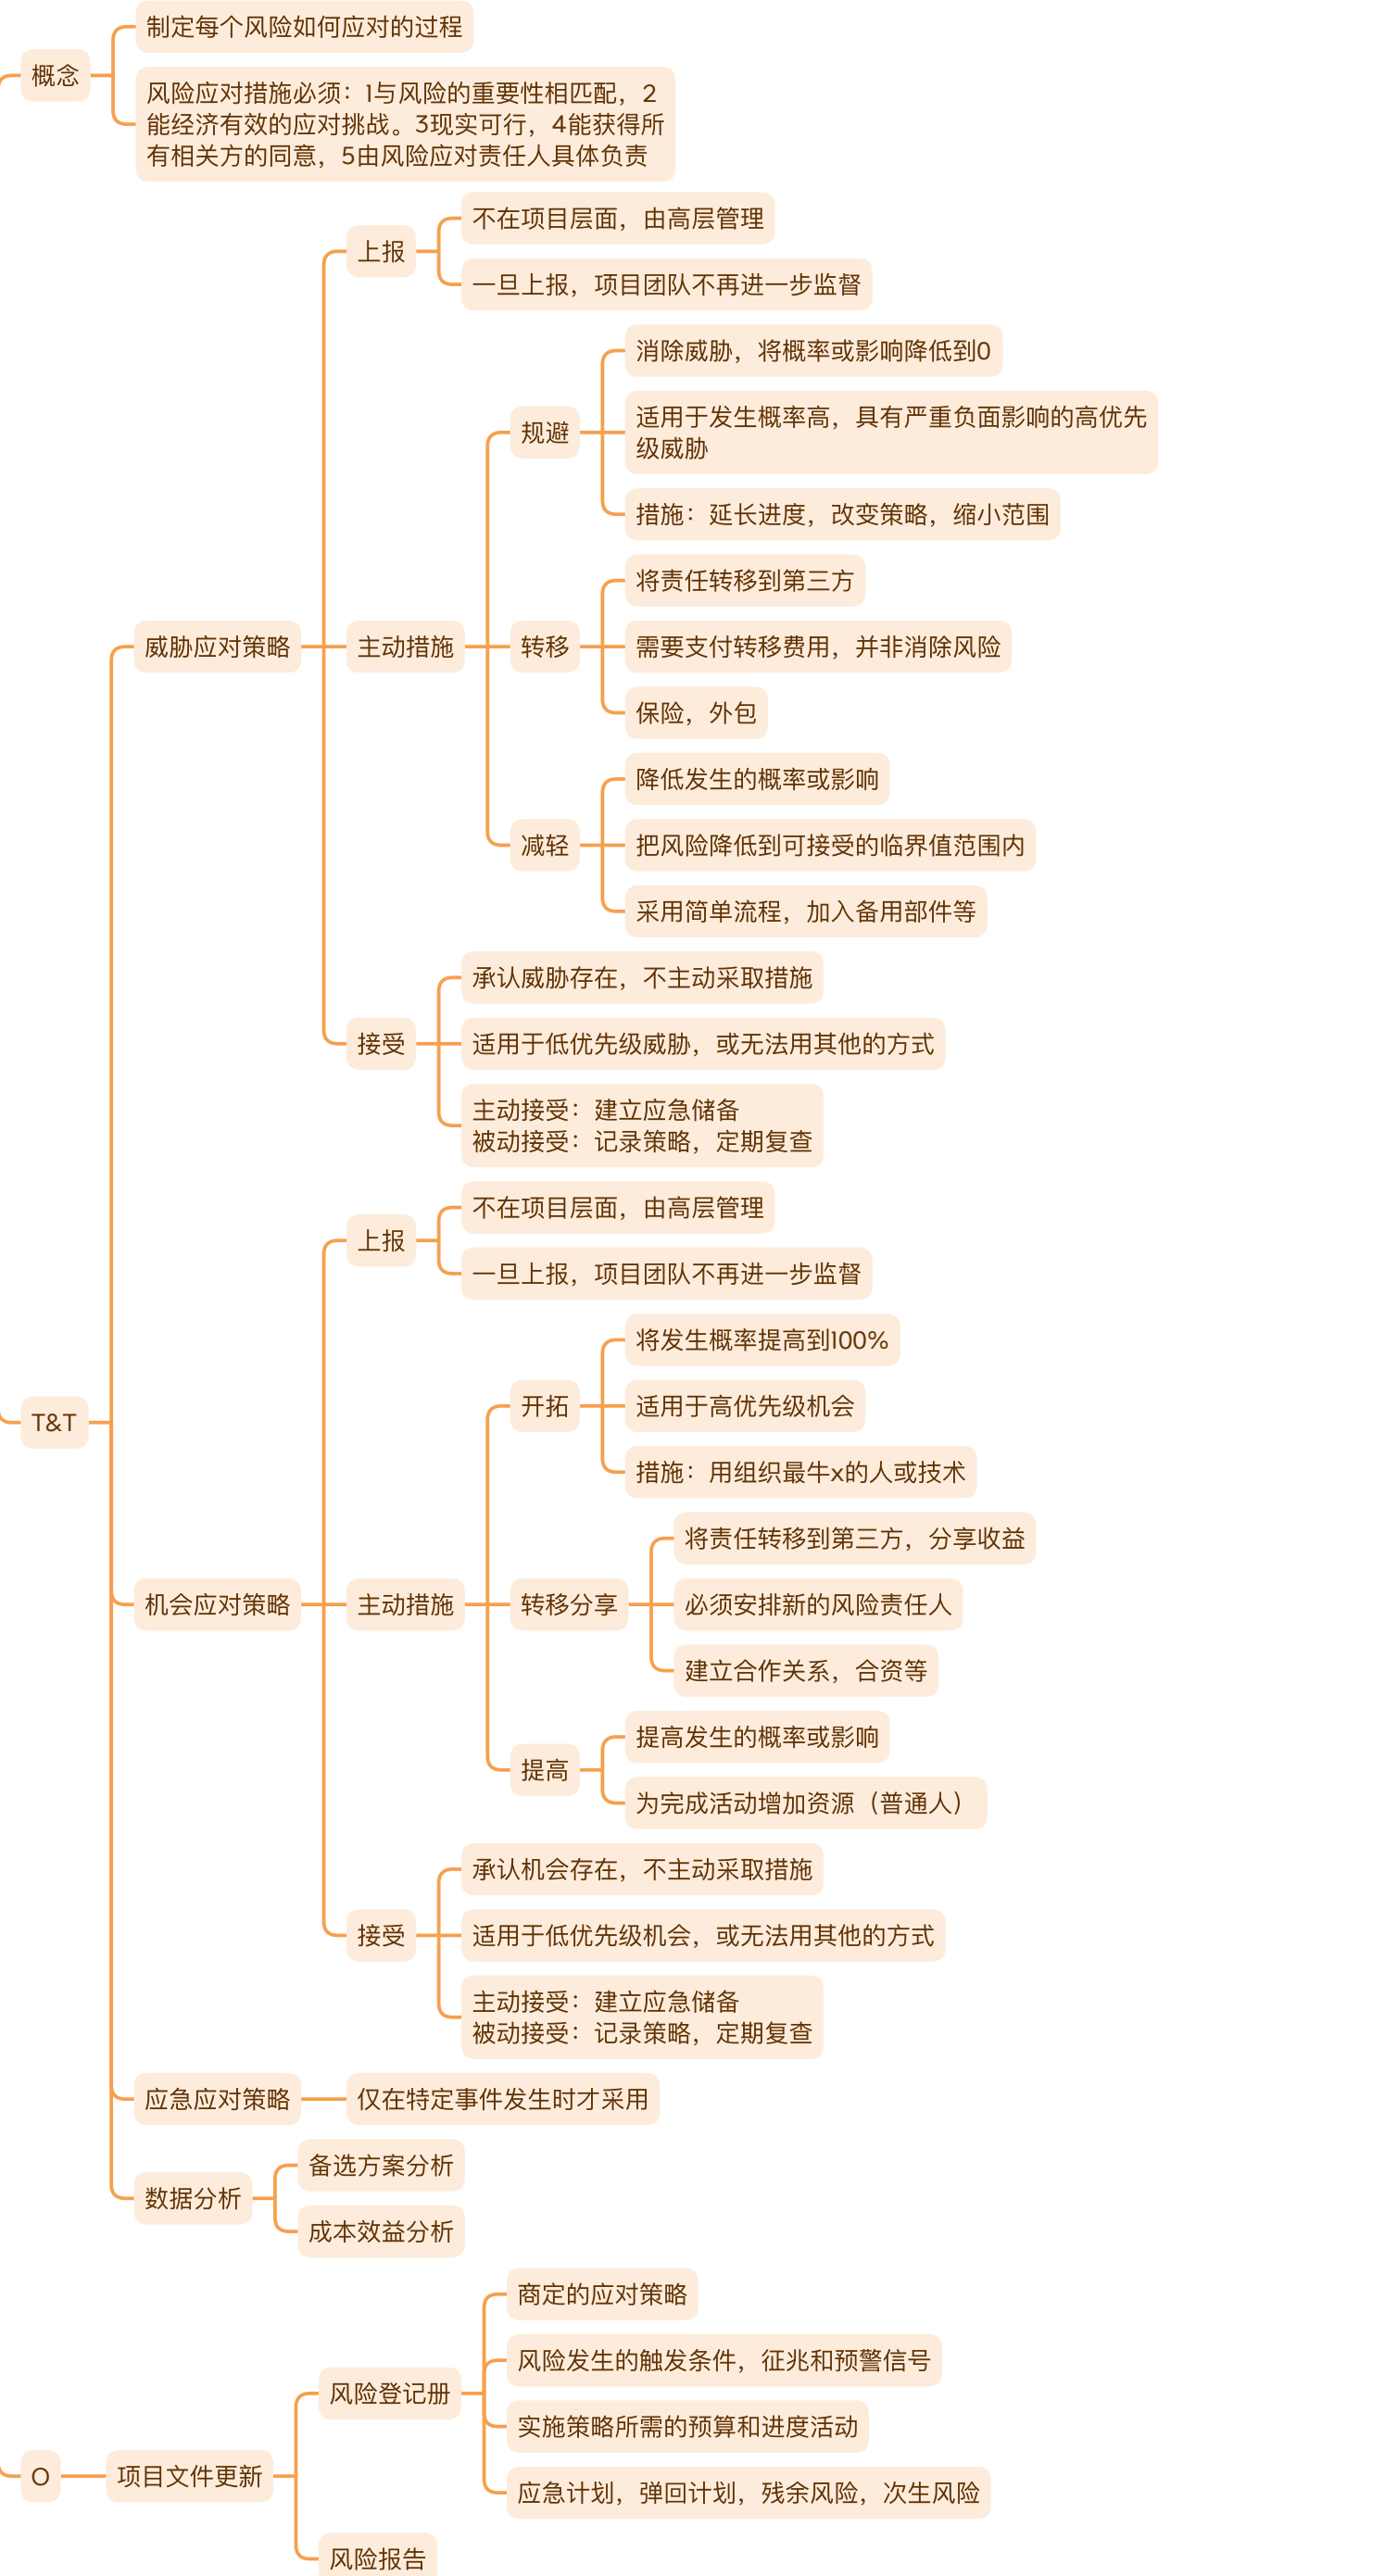 概念
制定每个风险如何应对的过程
风险应对措施必须：1与风险的重要性相匹配，2
能经济有效的应对挑战。3现实可行，4能获得所
有相关方的同意，5由风险应对责任人具体负责
T&T
威胁应对策略
上报
不在项目层面，由高层管理
一旦上报，项目团队不再进一步监督
主动措施
规避
消除威胁，将概率或影响降低到0
适用于发生概率高，具有严重负面影响的高优先
级威胁
措施：延长进度，改变策略，缩小范围
转移
将责任转移到第三方
需要支付转移费用，并非消除风险
保险，外包
减轻
降低发生的概率或影响
把风险降低到可接受的临界值范围内
采用简单流程，加入备用部件等
接受
承认威胁存在，不主动采取措施
适用于低优先级威胁，或无法用其他的方式
主动接受：建立应急储备
被动接受：记录策略，定期复查
机会应对策略
上报
不在项目层面，由高层管理
一旦上报，项目团队不再进一步监督
主动措施
开拓
将发生概率提高到100%
适用于高优先级机会
措施：用组织最牛x的人或技术
转移分享
将责任转移到第三方，分享收益
必须安排新的风险责任人
建立合作关系，合资等
提高
提高发生的概率或影响
为完成活动增加资源（普通人）
接受
承认机会存在，不主动采取措施
适用于低优先级机会，或无法用其他的方式
主动接受：建立应急储备
被动接受：记录策略，定期复查
应急应对策略
仅在特定事件发生时才采用
数据分析
备选方案分析
成本效益分析
O
项目文件更新
风险登记册
商定的应对策略
风险发生的触发条件，征兆和预警信号
实施策略所需的预算和进度活动
应急计划，弹回计划，残余风险，次生风险
风险报告